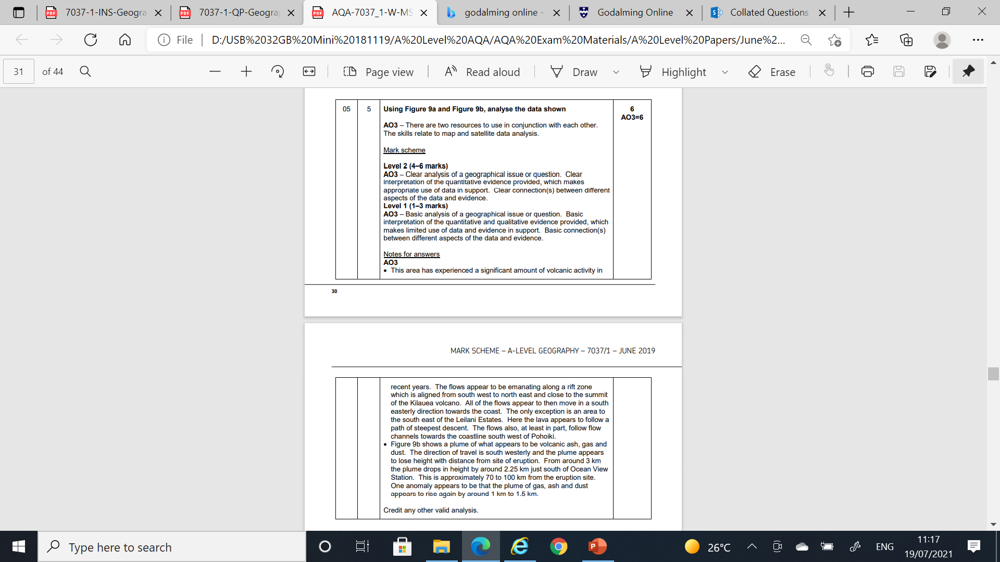 7037-1-INS-Geogra
7037-1-QP-Geogra
AQA-7037_1-W-MS
godalming online -
Godalming Online
Collated Questions
File
D:/USB%2032GB%20Mini%20181119/A%20Level%20AQA/AQA%20Exam%20Materials/A%20Level%20Papers/June%2...
31 of 44
Page view
Read aloud
Draw
Highlight
Erase
05 5 Using Figure 9a and Figure 9b, analyse the data shown 6
AO3=6
AO3 – There are two resources to use in conjunction with each other.
The skills relate to map and satellite data analysis.
Mark scheme
Level 2 (4–6 marks)
AO3 – Clear analysis of a geographical issue or question. Clear
interpretation of the quantitative evidence provided, which makes
appropriate use of data in support. Clear connection(s) between different
aspects of the data and evidence.
Level 1 (1–3 marks)
AO3 – Basic analysis of a geographical issue or question. Basic
interpretation of the quantitative and qualitative evidence provided, which
makes limited use of data and evidence in support. Basic connection(s)
between different aspects of the data and evidence.
Notes for answers
AO3
• This area has experienced a significant amount of volcanic activity in
30
MARK SCHEME – A-LEVEL GEOGRAPHY – 7037/1 – JUNE 2019
recent years. The flows appear to be emanating along a rift zone
which is aligned from south west to north east and close to the summit
of the Kilauea volcano. All of the flows appear to then move in a south
easterly direction towards the coast. The only exception is an area to
the south east of the Leilani Estates. Here the lava appears to follow a
path of steepest descent. The flows also, at least in part, follow flow
channels towards the coastline south west of Pohoiki.
• Figure 9b shows a plume of what appears to be volcanic ash, gas and
dust. The direction of travel is south westerly and the plume appears
to lose height with distance from site of eruption. From around 3 km
the plume drops in height by around 2.25 km just south of Ocean View
Station. This is approximately 70 to 100 km from the eruption site.
One anomaly appears to be that the plume of gas, ash and dust
appears to rise again by around 1 km to 1.5 km.
Credit any other valid analysis.
Type here to search
26°C
ENG
11:17
19/07/2021